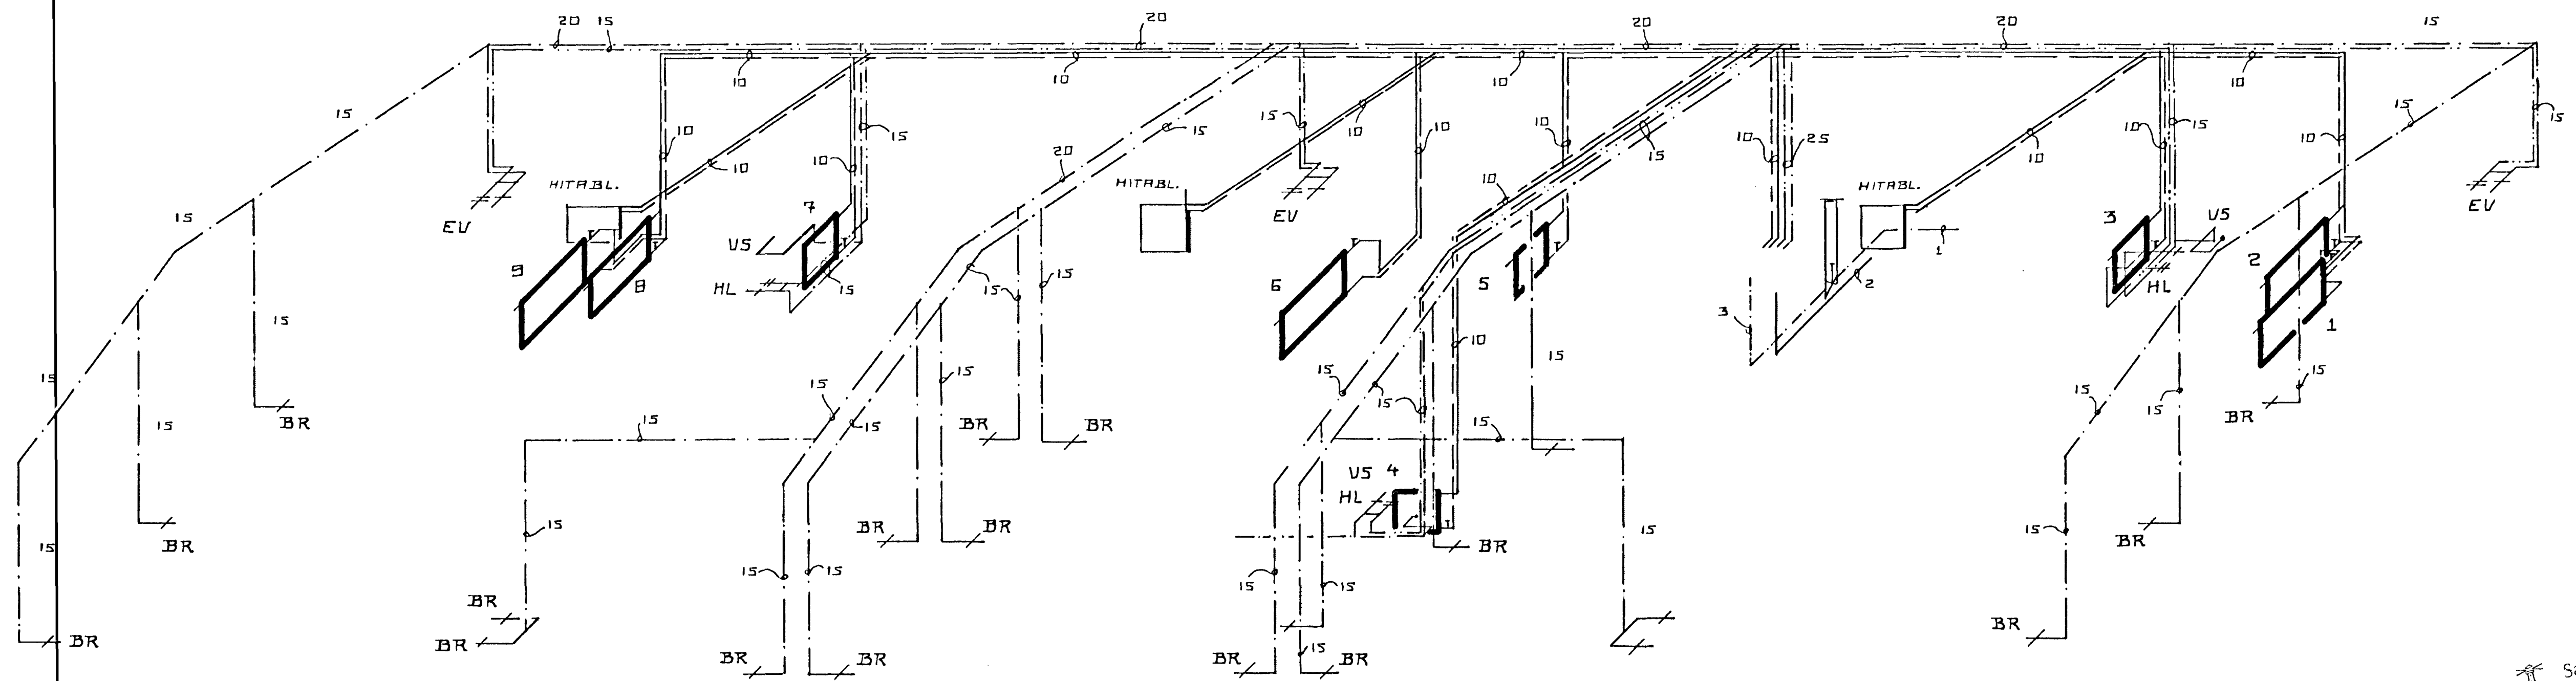 20 15 20 20 20 15
10 10 10 10
15 15 10 10 15 10 10 15 10 10 15 10 25 10 10 15 10 15 15
20 10 10
HITABL. HITABL. HITABL.
15
EV EV EV
7 3 VS
VS 1
9 8 HL 15 15 15 6 5 2 2 HL
15 3 1
10
15 15 15 15 15 15
BR 15 15 15 15 15 15 BR
15 BR BR 15
VS 4
HL
15 15 BR BR 15 15
BR BR BR
15 15 15 15 15
BR BR
BR BR BR BR BR BR 15
Sa